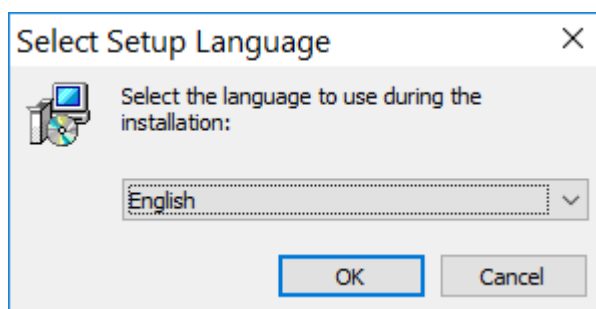 Select Setup Language
Select the language to use during the
installation:
English
OK
Cancel